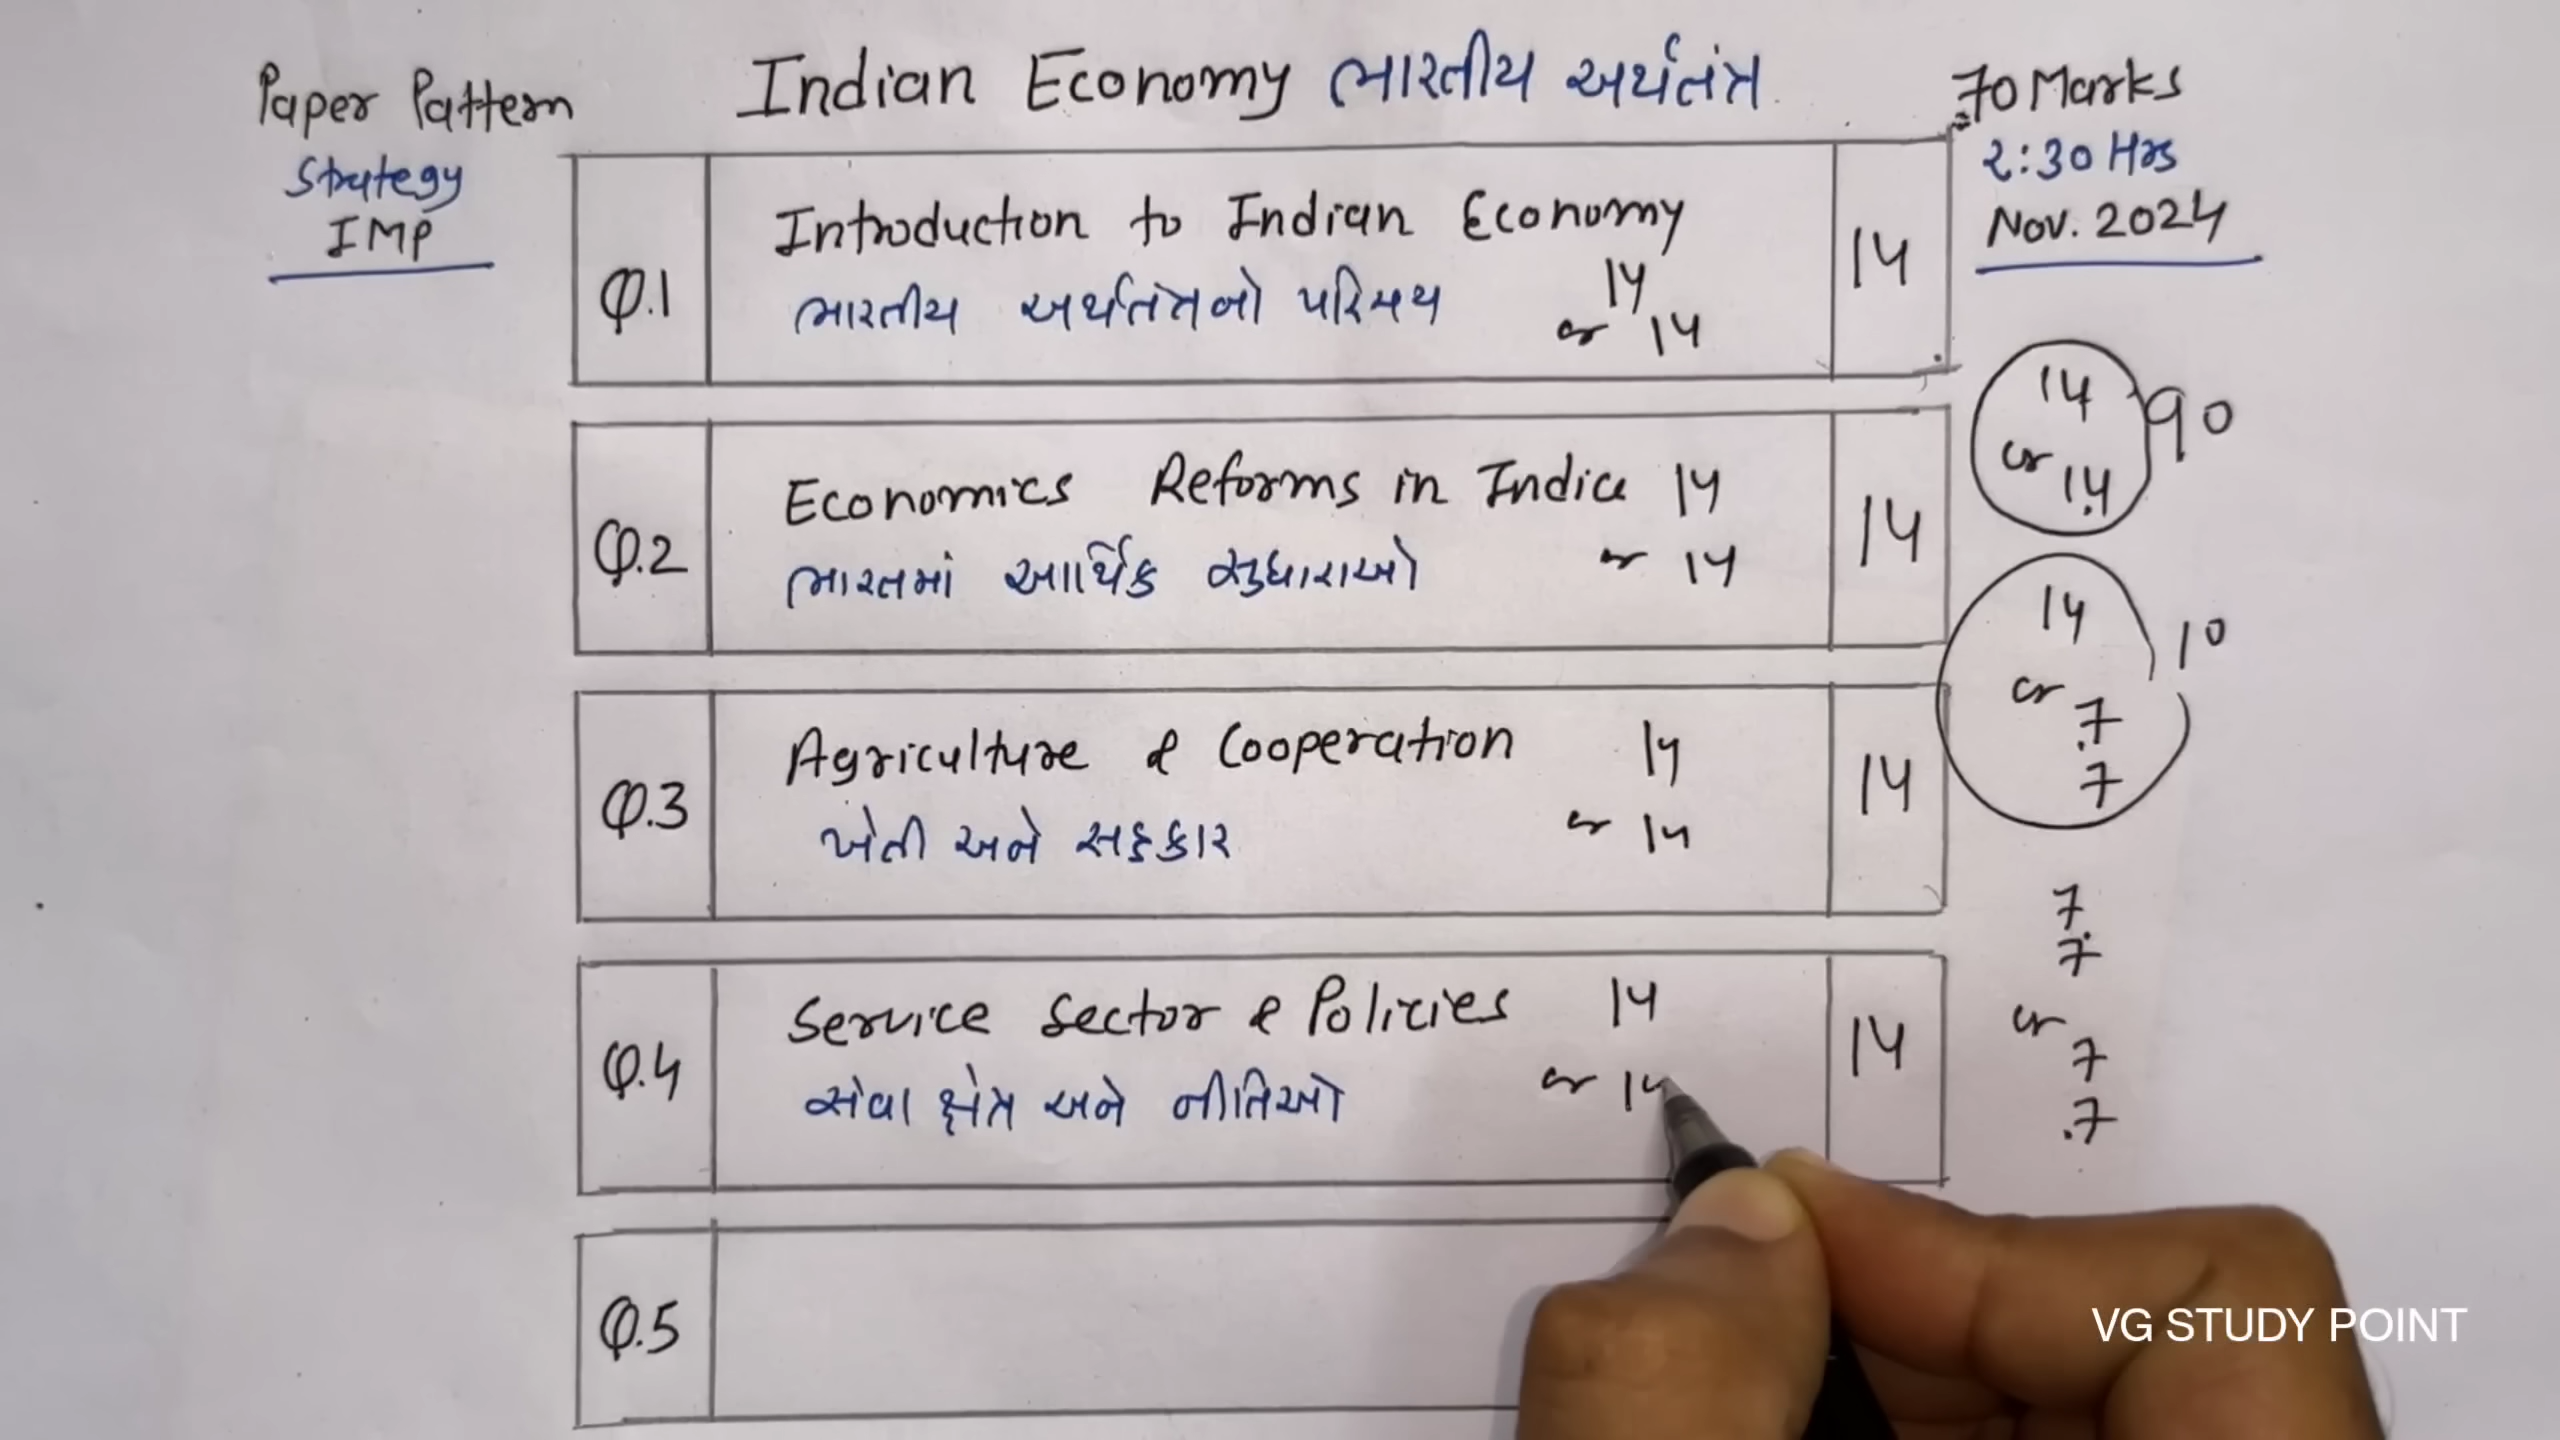 Paper Pattern
Strategy
IMP
Indian Economy ભારતીય અર્થતંત્ર
70 Marks
2:30 Hrs
Nov. 2024
Q.1
Introduction to Indian Economy
ભારતીય અર્થતંત્રનો પરિચય
14
or 14
14
Q.2
Economics Reforms in India 14
ભારતમાં આર્થિક સુધારાઓ or 14
14
Q.3
Agriculture & Cooperation 14
ખેતી અને સહકાર or 14
14
Q.4
Service Sector & Policies 14
સેવા ક્ષેત્ર અને નીતિઓ or 14
14
Q.5
14
or 14
90
14
or 7
7
10
7
7
or 7
7
VG STUDY POINT